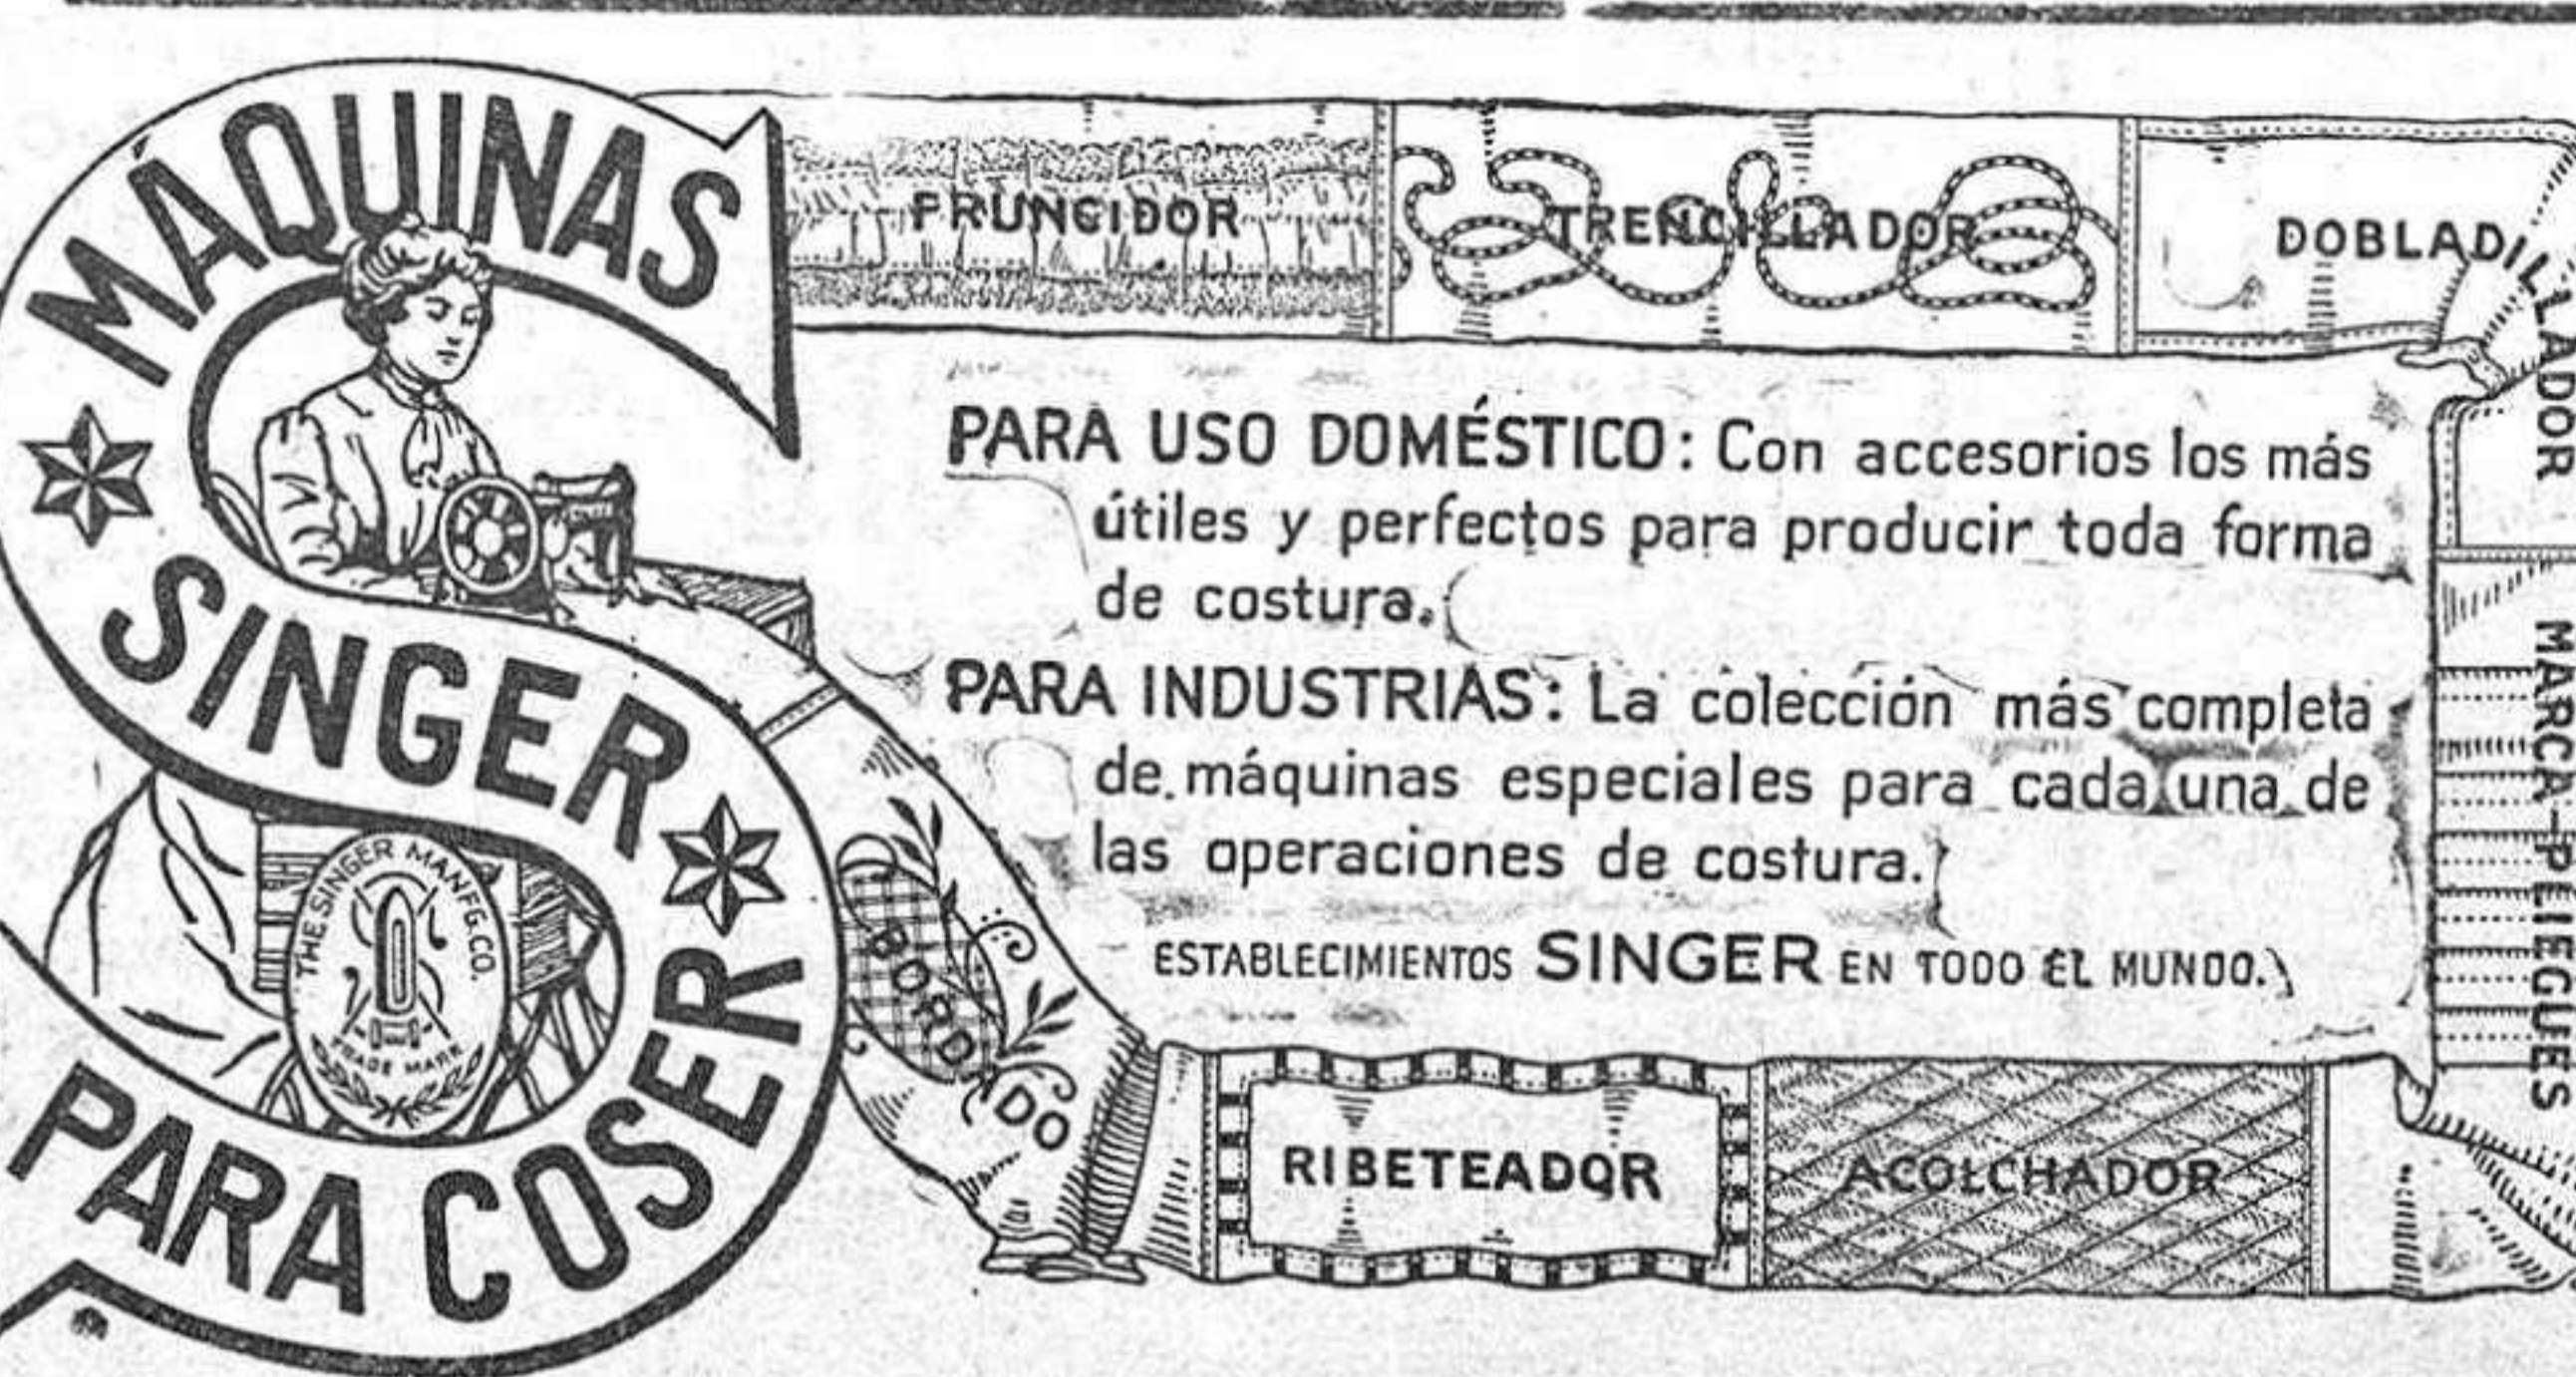 MÁQUINAS
SINGER
PARA COSER
THE SINGER MANFG. CO.
TRADE MARK
FRUNCIDOR
TRENCILLADOR
DOBLADILLADOR
MARCA-PLIEGUES
PARA USO DOMÉSTICO: Con accesorios los más
útiles y perfectos para producir toda forma
de costura.
PARA INDUSTRIAS: La colección más completa
de máquinas especiales para cada una de
las operaciones de costura.
ESTABLECIMIENTOS SINGER EN TODO EL MUNDO.
BORDADO
RIBETEADOR
ACOLCHADOR